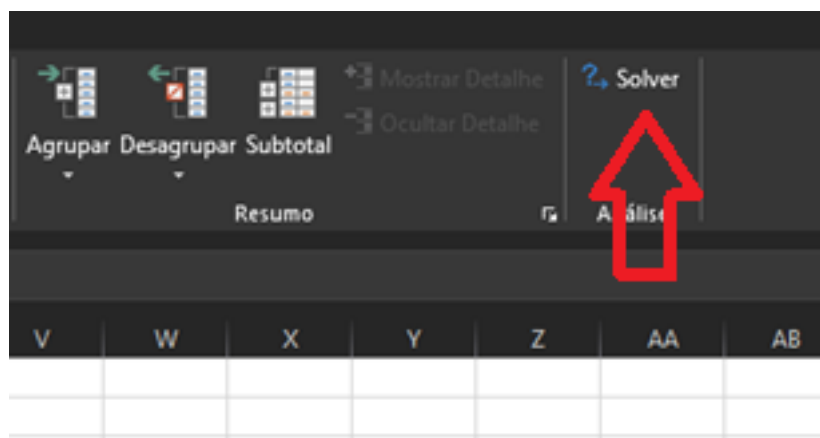 Mostrar Detalhe
Solver
Ocultar Detalhe
Agrupar Desagrupar Subtotal
Resumo
V W X Y Z AA AB